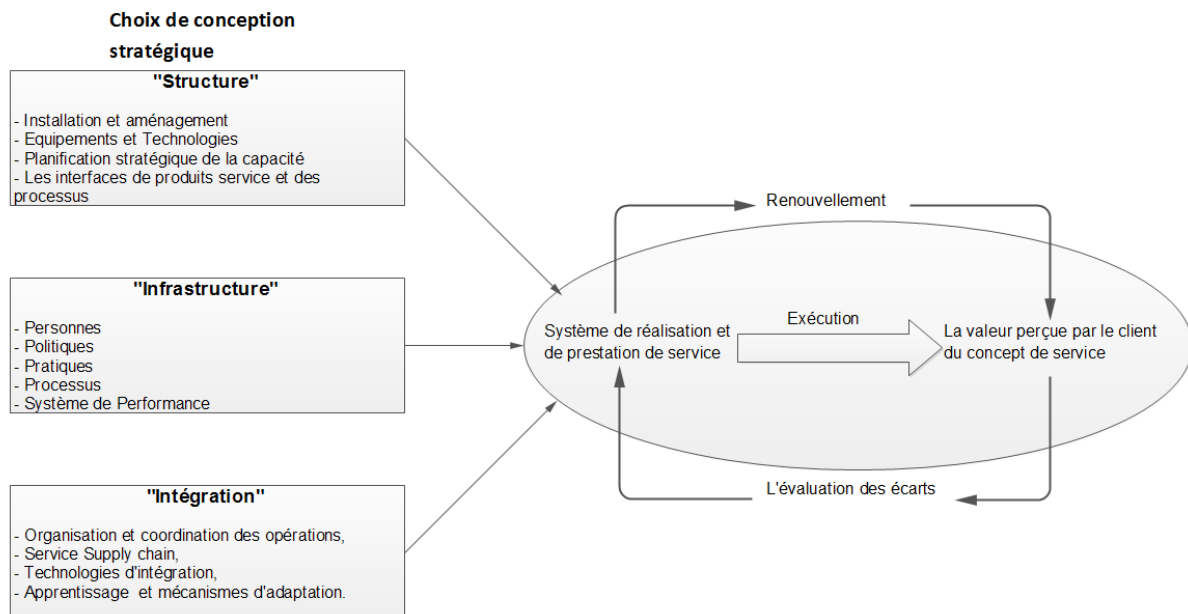 Choix de conception
stratégique
"Structure"
- Installation et aménagement
- Equipements et Technologies
- Planification stratégique de la capacité
- Les interfaces de produits service et des
processus
"Infrastructure"
- Personnes
- Politiques
- Pratiques
- Processus
- Système de Performance
"Intégration"
- Organisation et coordination des opérations,
- Service Supply chain,
- Technologies d'intégration,
- Apprentissage et mécanismes d'adaptation.
Renouvellement
Système de réalisation et
de prestation de service
Exécution
La valeur perçue par le client
du concept de service
L'évaluation des écarts